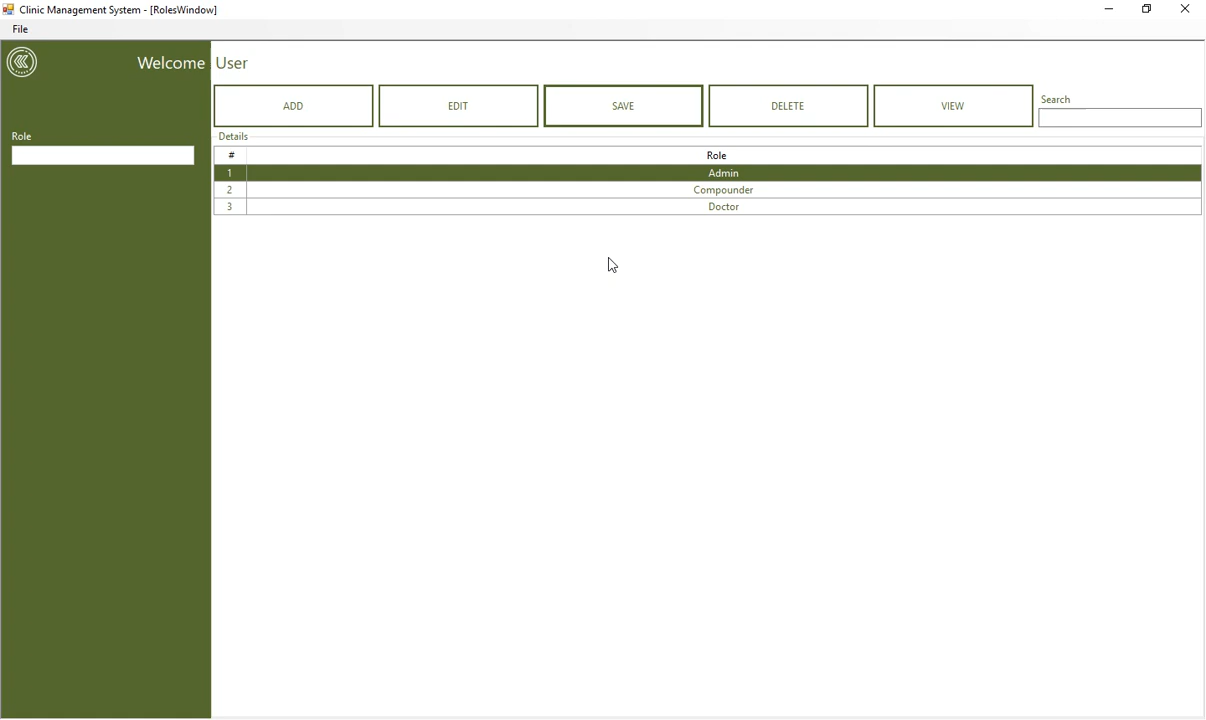 Clinic Management System - [RolesWindow]
File
Welcome User
ADD EDIT SAVE DELETE VIEW Search
Role
Details
# Role
1 Admin
2 Compounder
3 Doctor